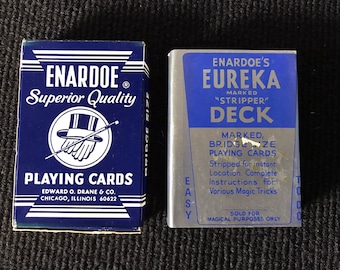 ENARDOE®
Superior Quality
PLAYING CARDS
EDWARD O. DRANE & CO.
CHICAGO, ILLINOIS 60622
BRIDGE SIZE
ENARDOE'S
EUREKA
MARKED
"STRIPPER"
DECK
MARKED,
BRIDGE SIZE
PLAYING CARDS
Stripped for Instant
Location Complete
Instructions for
Various Magic Tricks
EASY
TO DO
SOLD FOR
MAGICAL PURPOSES ONLY